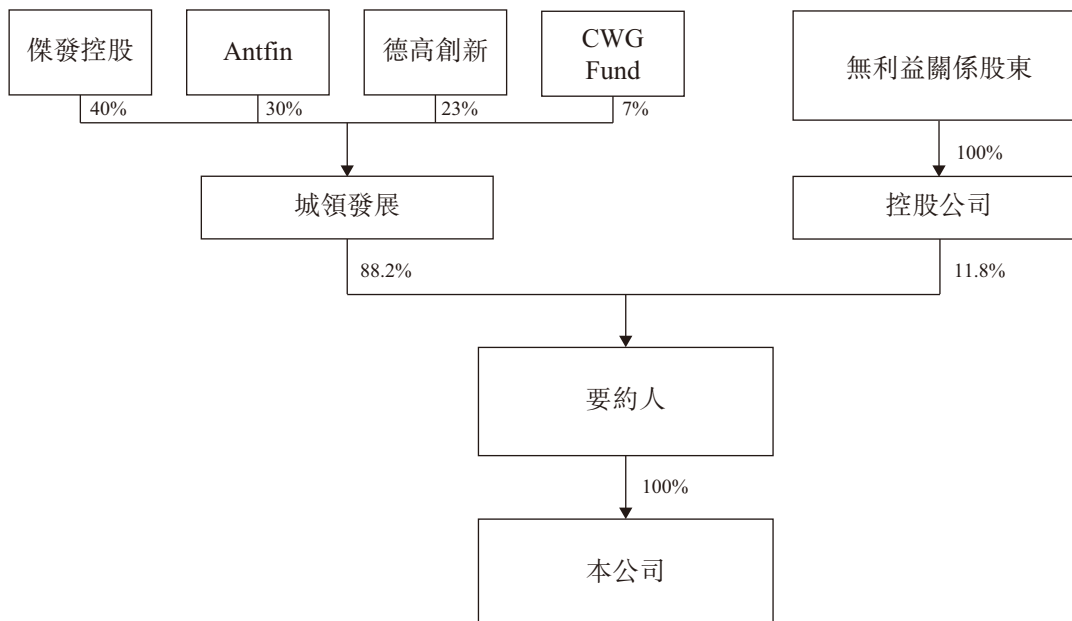 傑發控股
Antfin
德高創新
CWG
Fund
無利益關係股東
40%
30%
23%
7%
100%
城領發展
控股公司
88.2%
11.8%
要約人
100%
本公司